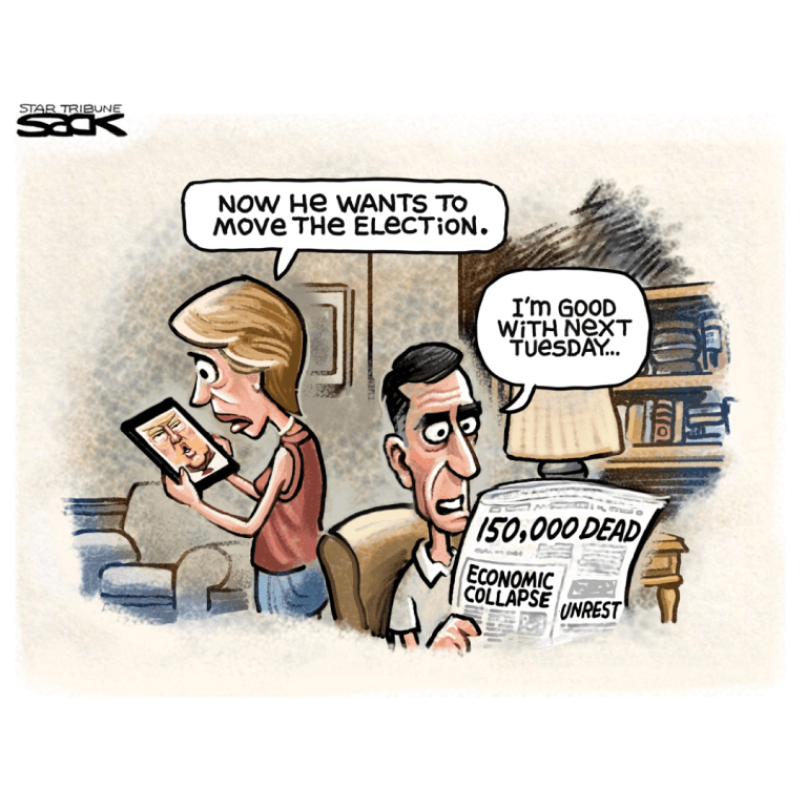 STAR TRIBUNE
SACK
NOW HE WANTS TO
MOVE THE ELECTION.
I'M GOOD
WITH NEXT
TUESDAY...
150,000 DEAD
ECONOMIC
COLLAPSE
UNREST